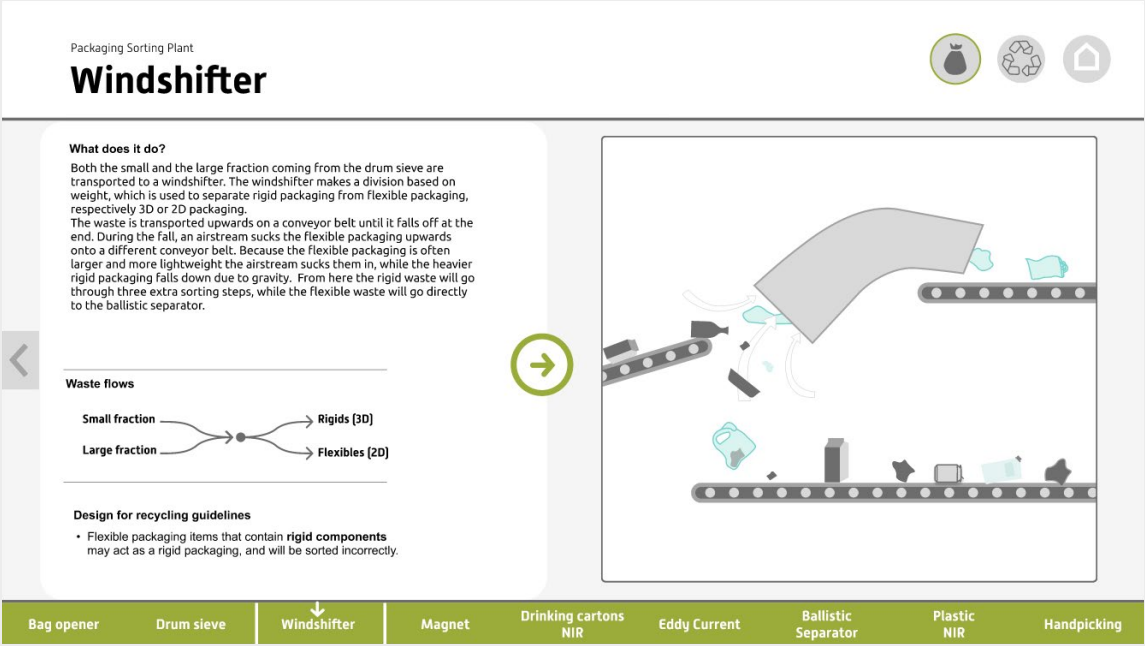 Packaging Sorting Plant
Windshifter
What does it do?
Both the small and the large fraction coming from the drum sieve are
transported to a windshifter. The windshifter makes a division based on
weight, which is used to separate rigid packaging from flexible packaging,
respectively 3D or 2D packaging.
The waste is transported upwards on a conveyor belt until it falls off at the
end. During the fall, an airstream sucks the flexible packaging upwards
onto a different conveyor belt. Because the flexible packaging is often
larger and more lightweight the airstream sucks them in, while the heavier
rigid packaging falls down due to gravity. From here the rigid waste will go
through three extra sorting steps, while the flexible waste will go directly
to the ballistic separator.
Waste flows
Small fraction
Large fraction
Rigids (3D)
Flexibles (2D)
Design for recycling guidelines
• Flexible packaging items that contain rigid components
may act as a rigid packaging, and will be sorted incorrectly.
Bag opener
Drum sieve
Windshifter
Magnet
Drinking cartons
NIR
Eddy Current
Ballistic
Separator
Plastic
NIR
Handpicking